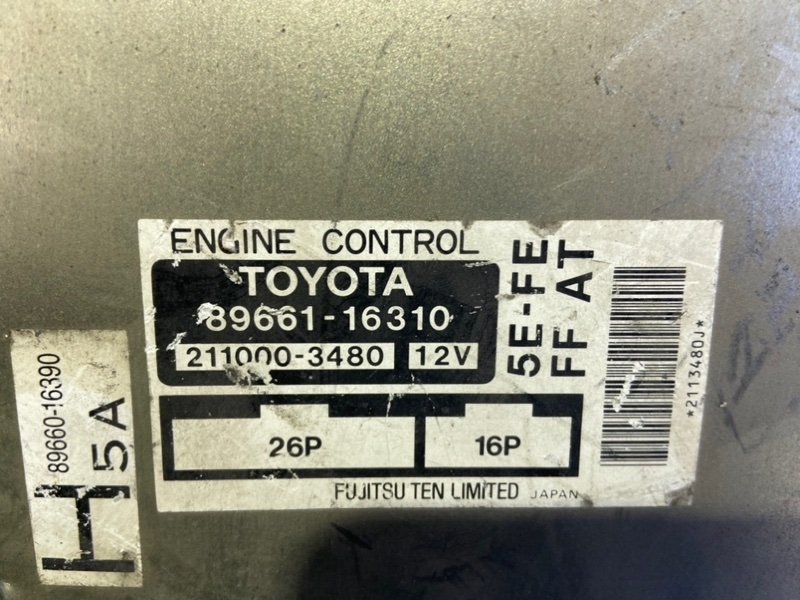 ENGINE CONTROL
TOYOTA
89661-16310
211000-3480 12V
5E-FE
FF AT
*2113480J*
26P 16P
FUJITSU TEN LIMITED JAPAN
89660-16390
H 5A